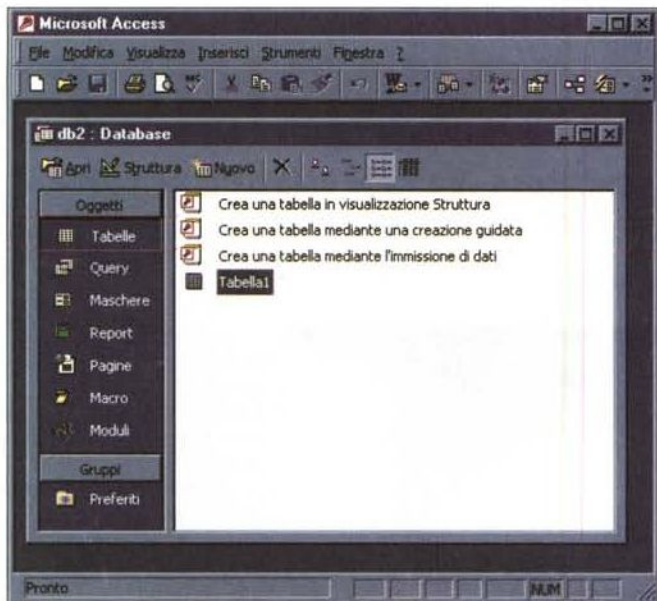 Microsoft Access
File Modifica Visualizza Inserisci Strumenti Finestra ?
db2 : Database
Apri Struttura Nuovo
Oggetti
Tabelle
Query
Maschere
Report
Pagine
Macro
Moduli
Gruppi
Preferiti
Crea una tabella in visualizzazione Struttura
Crea una tabella mediante una creazione guidata
Crea una tabella mediante l'immissione di dati
Tabella1
Pronto
NUM